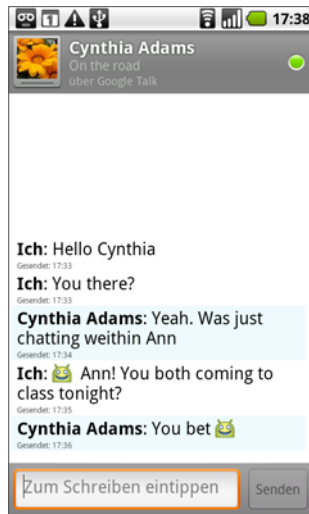 17:38
Cynthia Adams
On the road
über Google Talk
Ich: Hello Cynthia
Gesendet: 17:33
Ich: You there?
Gesendet: 17:33
Cynthia Adams: Yeah. Was just
chatting weithin Ann
Gesendet: 17:34
Ich: Ann! You both coming to
class tonight?
Gesendet: 17:35
Cynthia Adams: You bet
Gesendet: 17:36
Zum Schreiben eintippen
Senden